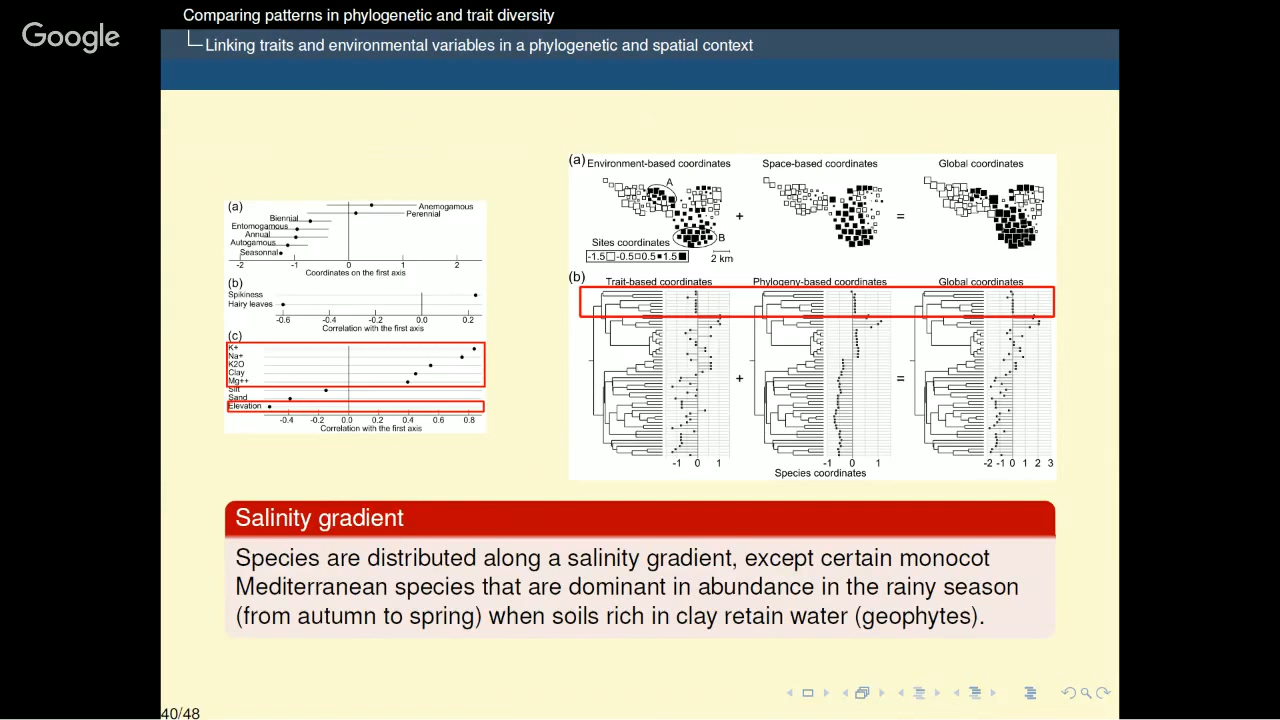 Google
Comparing patterns in phylogenetic and trait diversity
Linking traits and environmental variables in a phylogenetic and spatial context
(a)
Anemogamous
Perennial
Biennial
Entomogamous
Annual
Autogamous
Seasonnal
-2 -1 0 1 2
Coordinates on the first axis
(b)
Spikiness
Hairy leaves
-0.6 -0.4 -0.2 0.0 0.2
Correlation with the first axis
(c)
K+
Na+
K2O
Clay
Mg++
Silt
Sand
Elevation
-0.4 -0.2 0.0 0.2 0.4 0.6 0.8
Correlation with the first axis
(a) Environment-based coordinates Space-based coordinates Global coordinates
A
+ =
B
Sites coordinates
-1.5 -0.5 0.5 1.5
2 km
(b)
Trait-based coordinates Phylogeny-based coordinates Global coordinates
+ =
-1 0 1 -1 0 1 -2 -1 0 1 2 3
Species coordinates
Salinity gradient
Species are distributed along a salinity gradient, except certain monocot
Mediterranean species that are dominant in abundance in the rainy season
(from autumn to spring) when soils rich in clay retain water (geophytes).
40/48